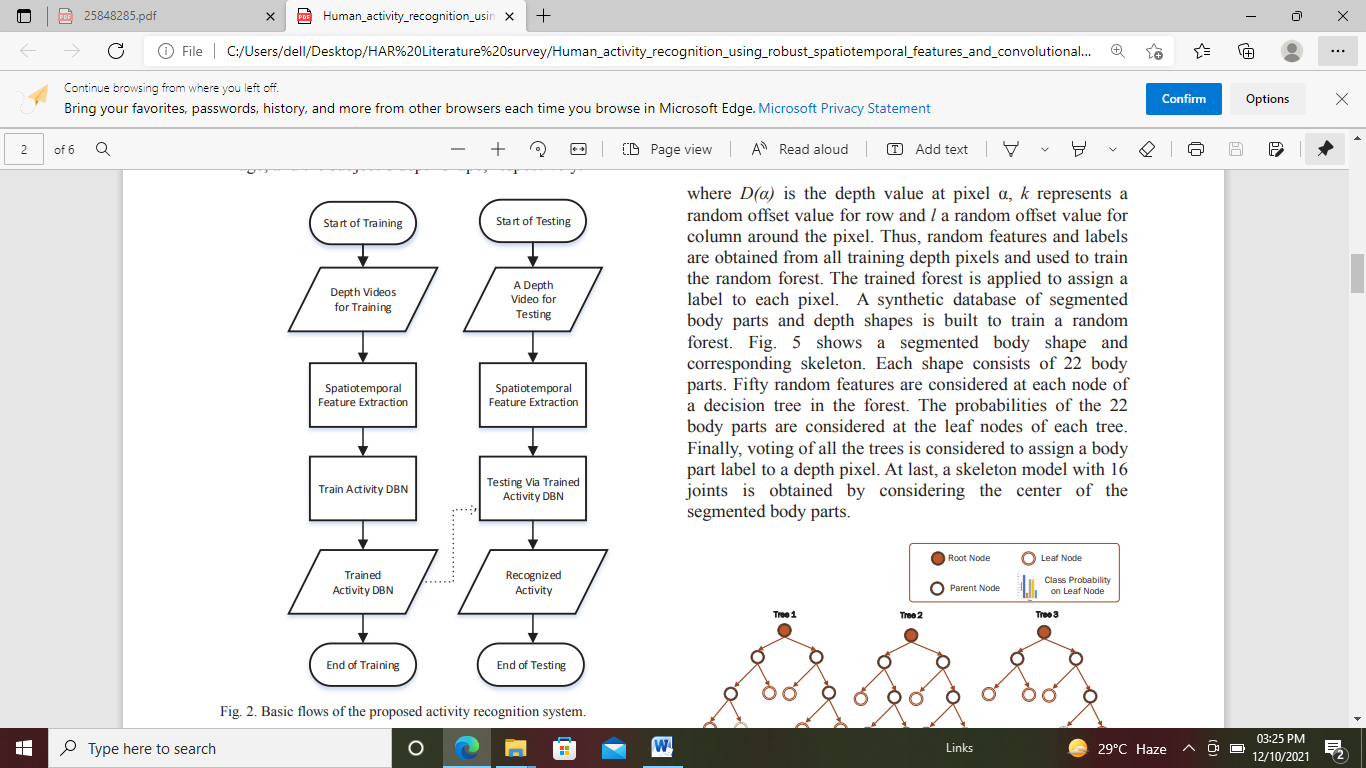 25848285.pdf
Human_activity_recognition_usin
File
C:/Users/dell/Desktop/HAR%20Literature%20survey/Human_activity_recognition_using_robust_spatiotemporal_features_and_convolutional...
Continue browsing from where you left off.
Bring your favorites, passwords, history, and more from other browsers each time you browse in Microsoft Edge. Microsoft Privacy Statement
Confirm
Options
2 of 6
Page view
Read aloud
Add text
Start of Training
Depth Videos
for Training
Spatiotemporal
Feature Extraction
Train Activity DBN
Trained
Activity DBN
End of Training
Start of Testing
A Depth
Video for
Testing
Spatiotemporal
Feature Extraction
Testing Via Trained
Activity DBN
Recognized
Activity
End of Testing
Fig. 2. Basic flows of the proposed activity recognition system.
where D(α) is the depth value at pixel α, k represents a
random offset value for row and l a random offset value for
column around the pixel. Thus, random features and labels
are obtained from all training depth pixels and used to train
the random forest. The trained forest is applied to assign a
label to each pixel. A synthetic database of segmented
body parts and depth shapes is built to train a random
forest. Fig. 5 shows a segmented body shape and
corresponding skeleton. Each shape consists of 22 body
parts. Fifty random features are considered at each node of
a decision tree in the forest. The probabilities of the 22
body parts are considered at the leaf nodes of each tree.
Finally, voting of all the trees is considered to assign a body
part label to a depth pixel. At last, a skeleton model with 16
joints is obtained by considering the center of the
segmented body parts.
Root Node
Leaf Node
Parent Node
Class Probability
on Leaf Node
Tree 1
Tree 2
Tree 3
Type here to search
W
Links
29°C Haze
03:25 PM
12/10/2021
2